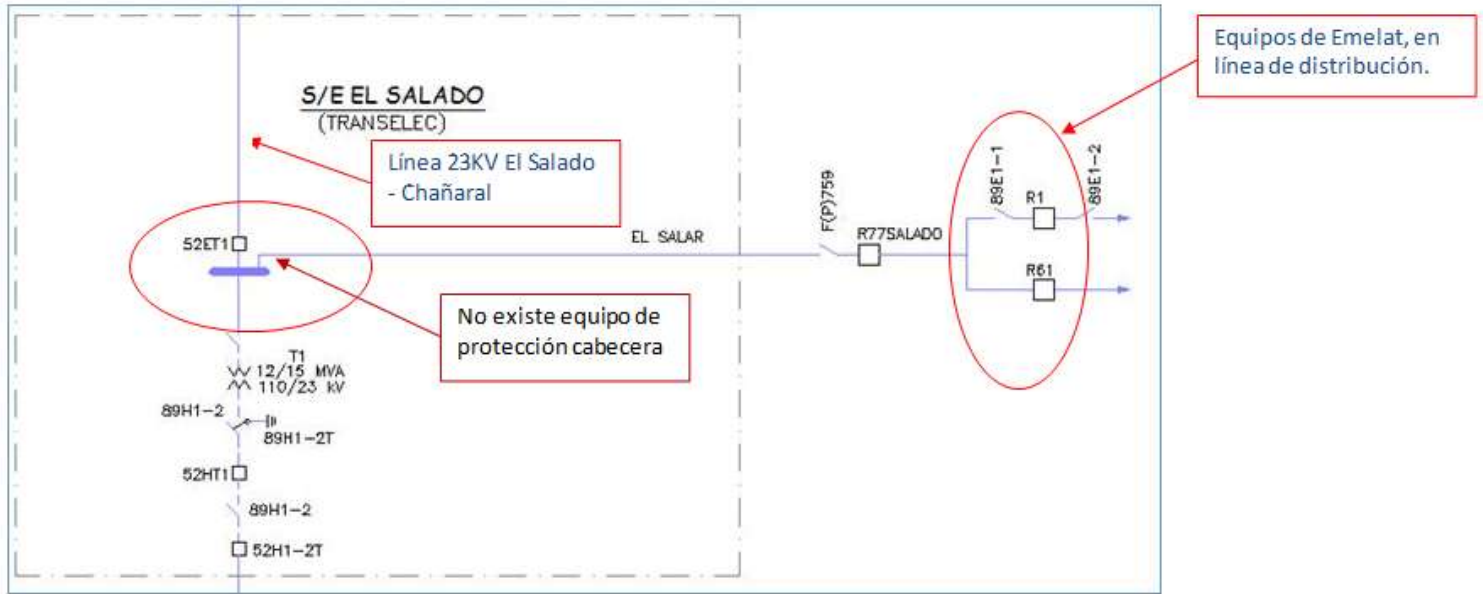 S/E EL SALADO
(TRANSELEC)
Línea 23KV El Salado
- Chañaral
Equipos de Emelat, en
línea de distribución.
52ET1
EL SALAR
F(P)759
R77SALADO
89E1-1
R1
89E1-2
R61
No existe equipo de
protección cabecera
T1
12/15 MVA
110/23 kV
89H1-2
89H1-2T
52HT1
89H1-2
52H1-2T